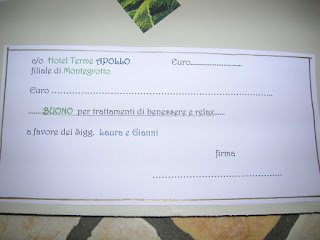 c/o Hotel Terme APOLLO Euro........................
filiale di Montegrotto
Euro ................................................................
........BUONO per trattamenti di benessere e relax......
a favore dei Sigg. Laura e Gianni
firma
......................................